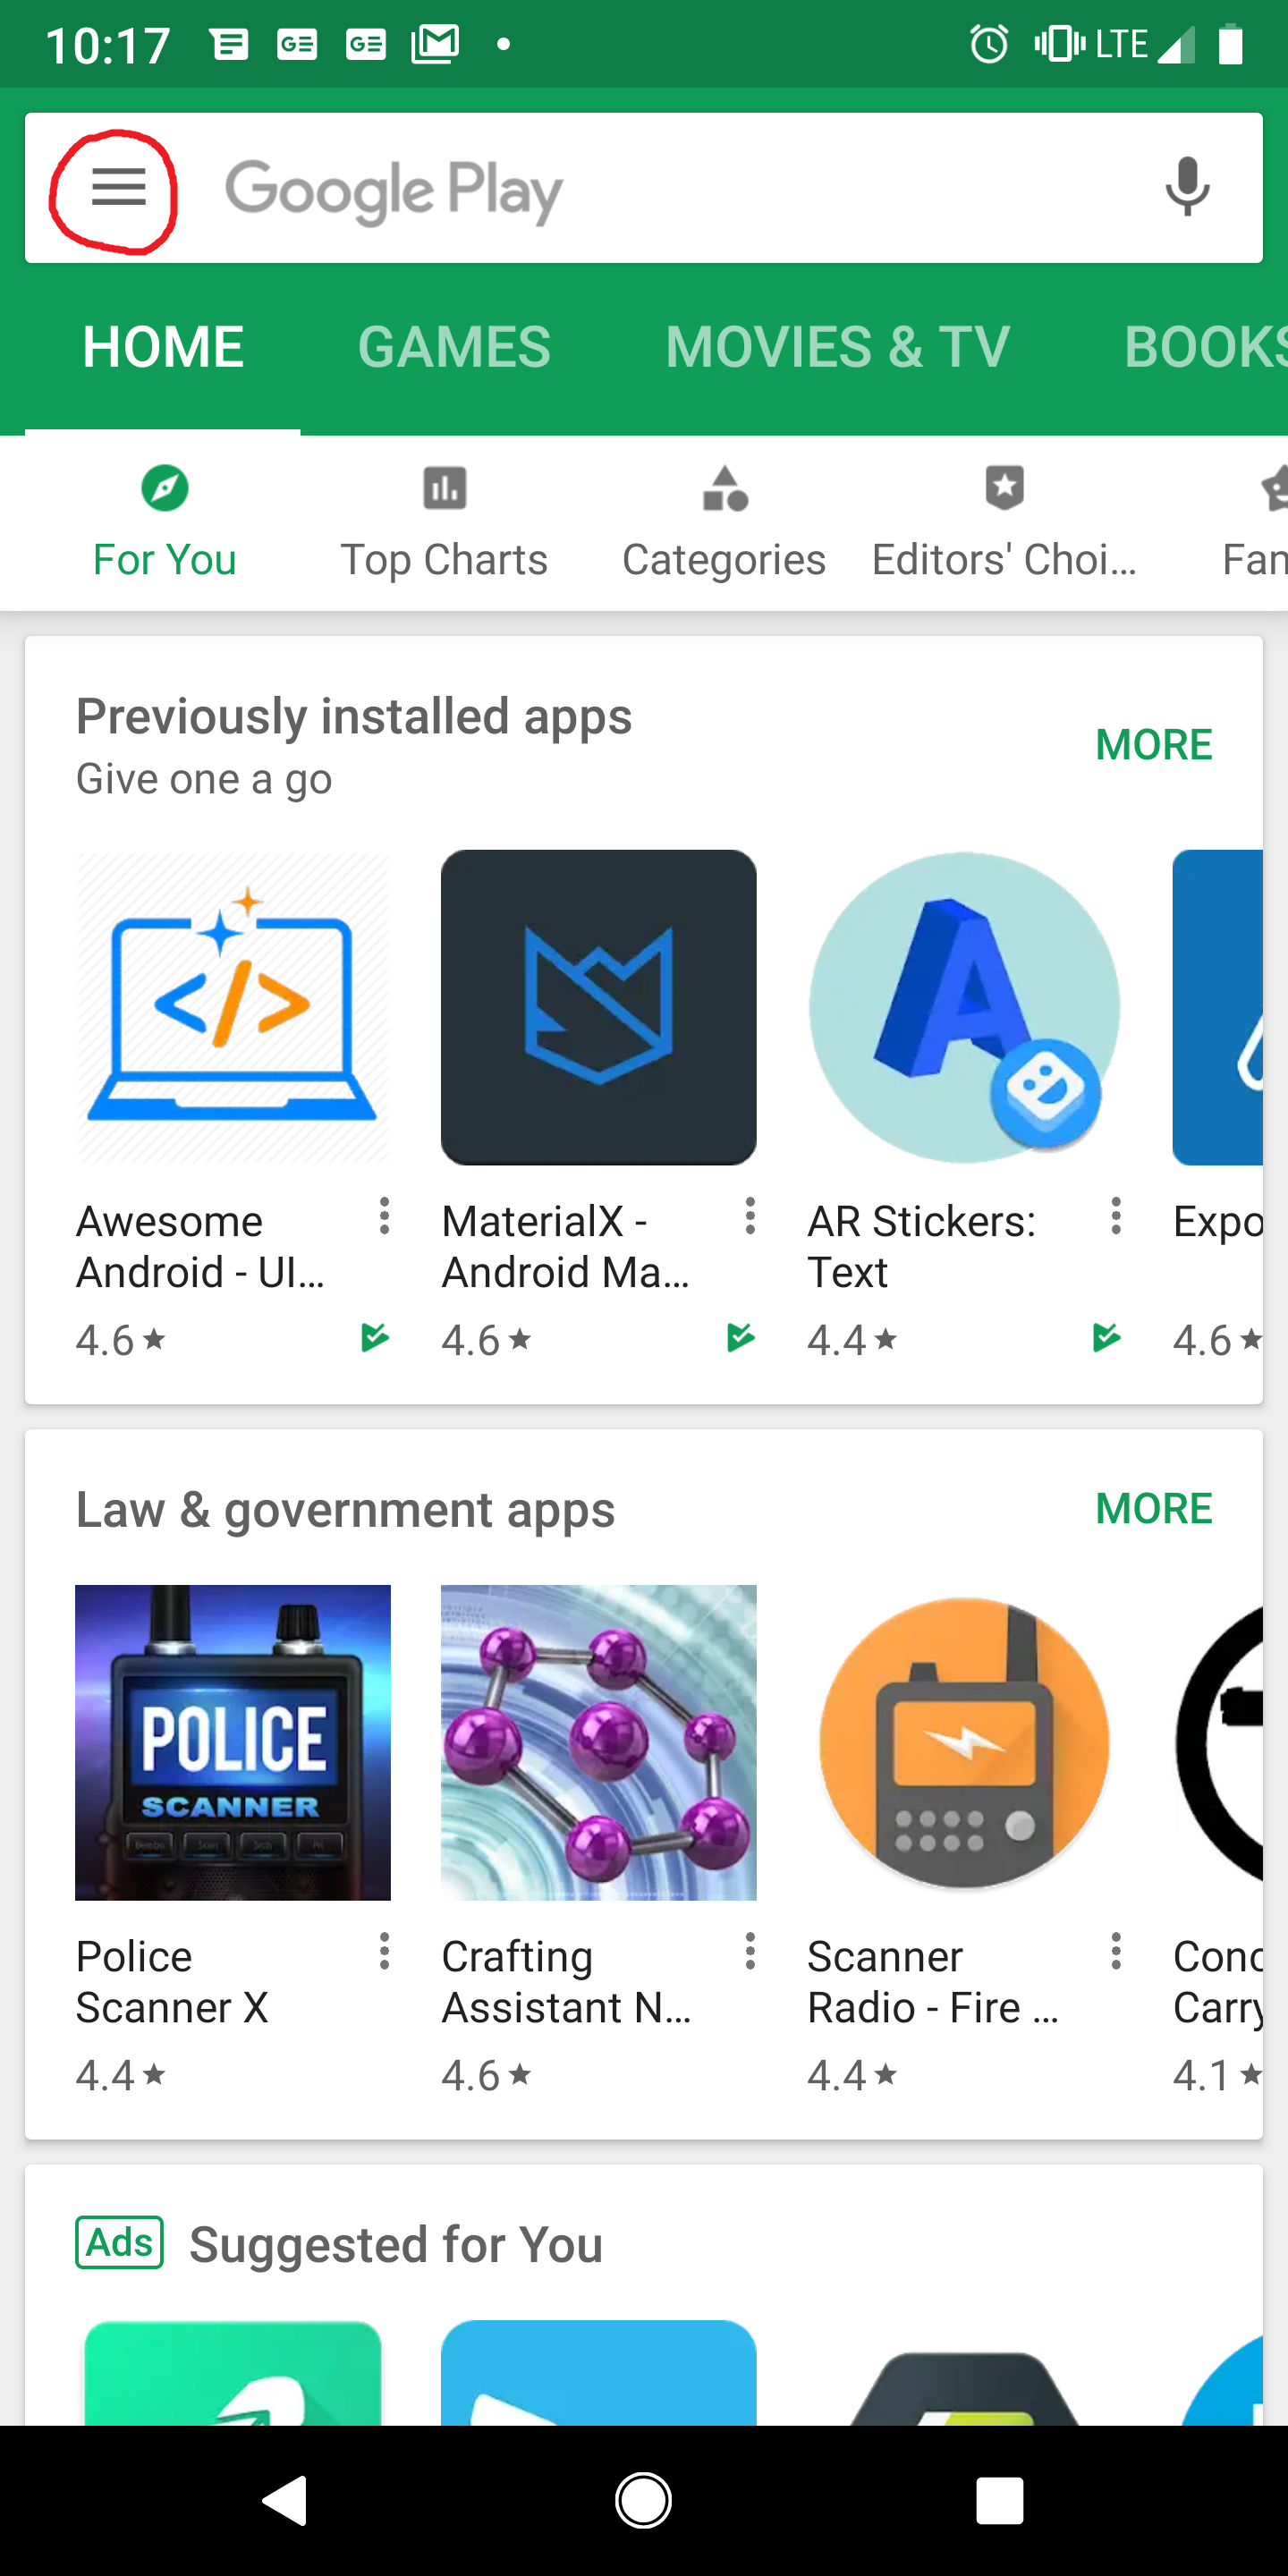 10:17 GE GE LTE
Google Play
HOME GAMES MOVIES & TV BOOKS
For You Top Charts Categories Editors' Choi... Fan
Previously installed apps
MORE
Give one a go
</>
A
Awesome
Android - UI...
4.6
MaterialX -
Android Ma...
4.6
AR Stickers:
Text
4.4
Expo
4.6
Law & government apps
MORE
POLICE
SCANNER
Police
Scanner X
4.4
Crafting
Assistant N...
4.6
Scanner
Radio - Fire ...
4.4
Conc
Carry
4.1
Ads Suggested for You